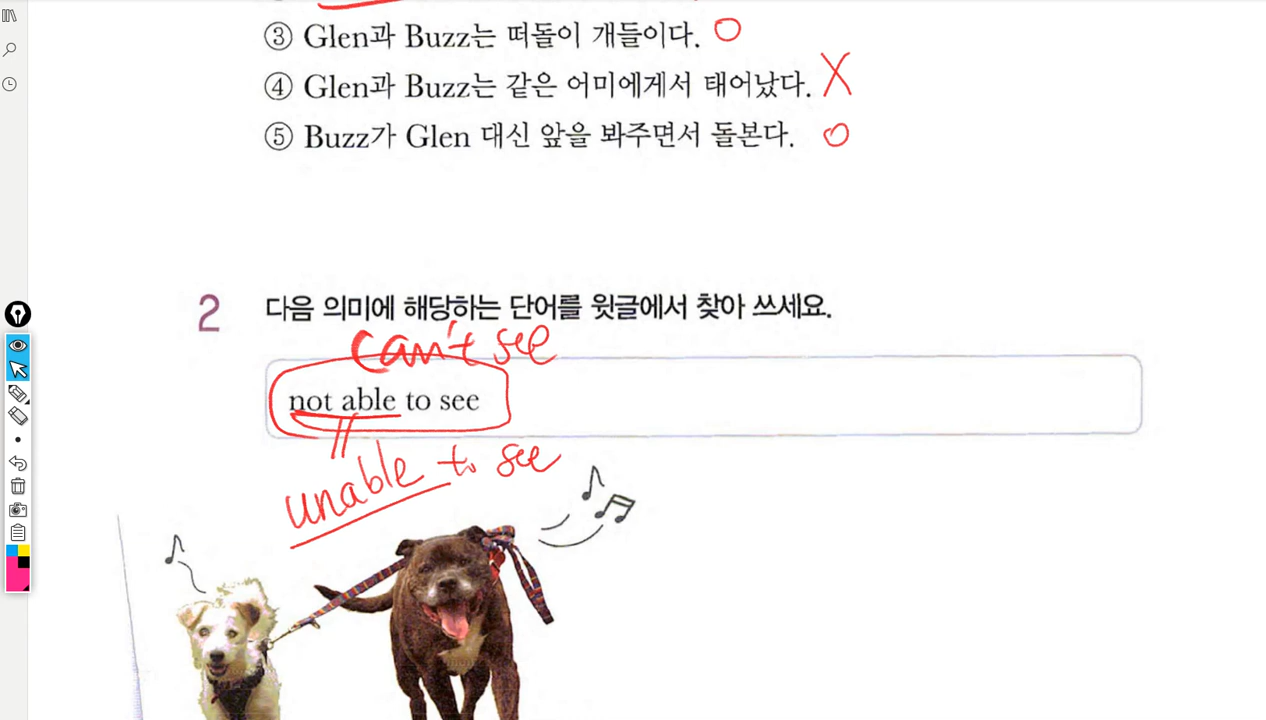 ③ Glen과 Buzz는 떠돌이 개들이다. O
④ Glen과 Buzz는 같은 어미에게서 태어났다. X
⑤ Buzz가 Glen 대신 앞을 봐주면서 돌본다. O
2 다음 의미에 해당하는 단어를 윗글에서 찾아 쓰세요.
can't see
not able to see
unable to see